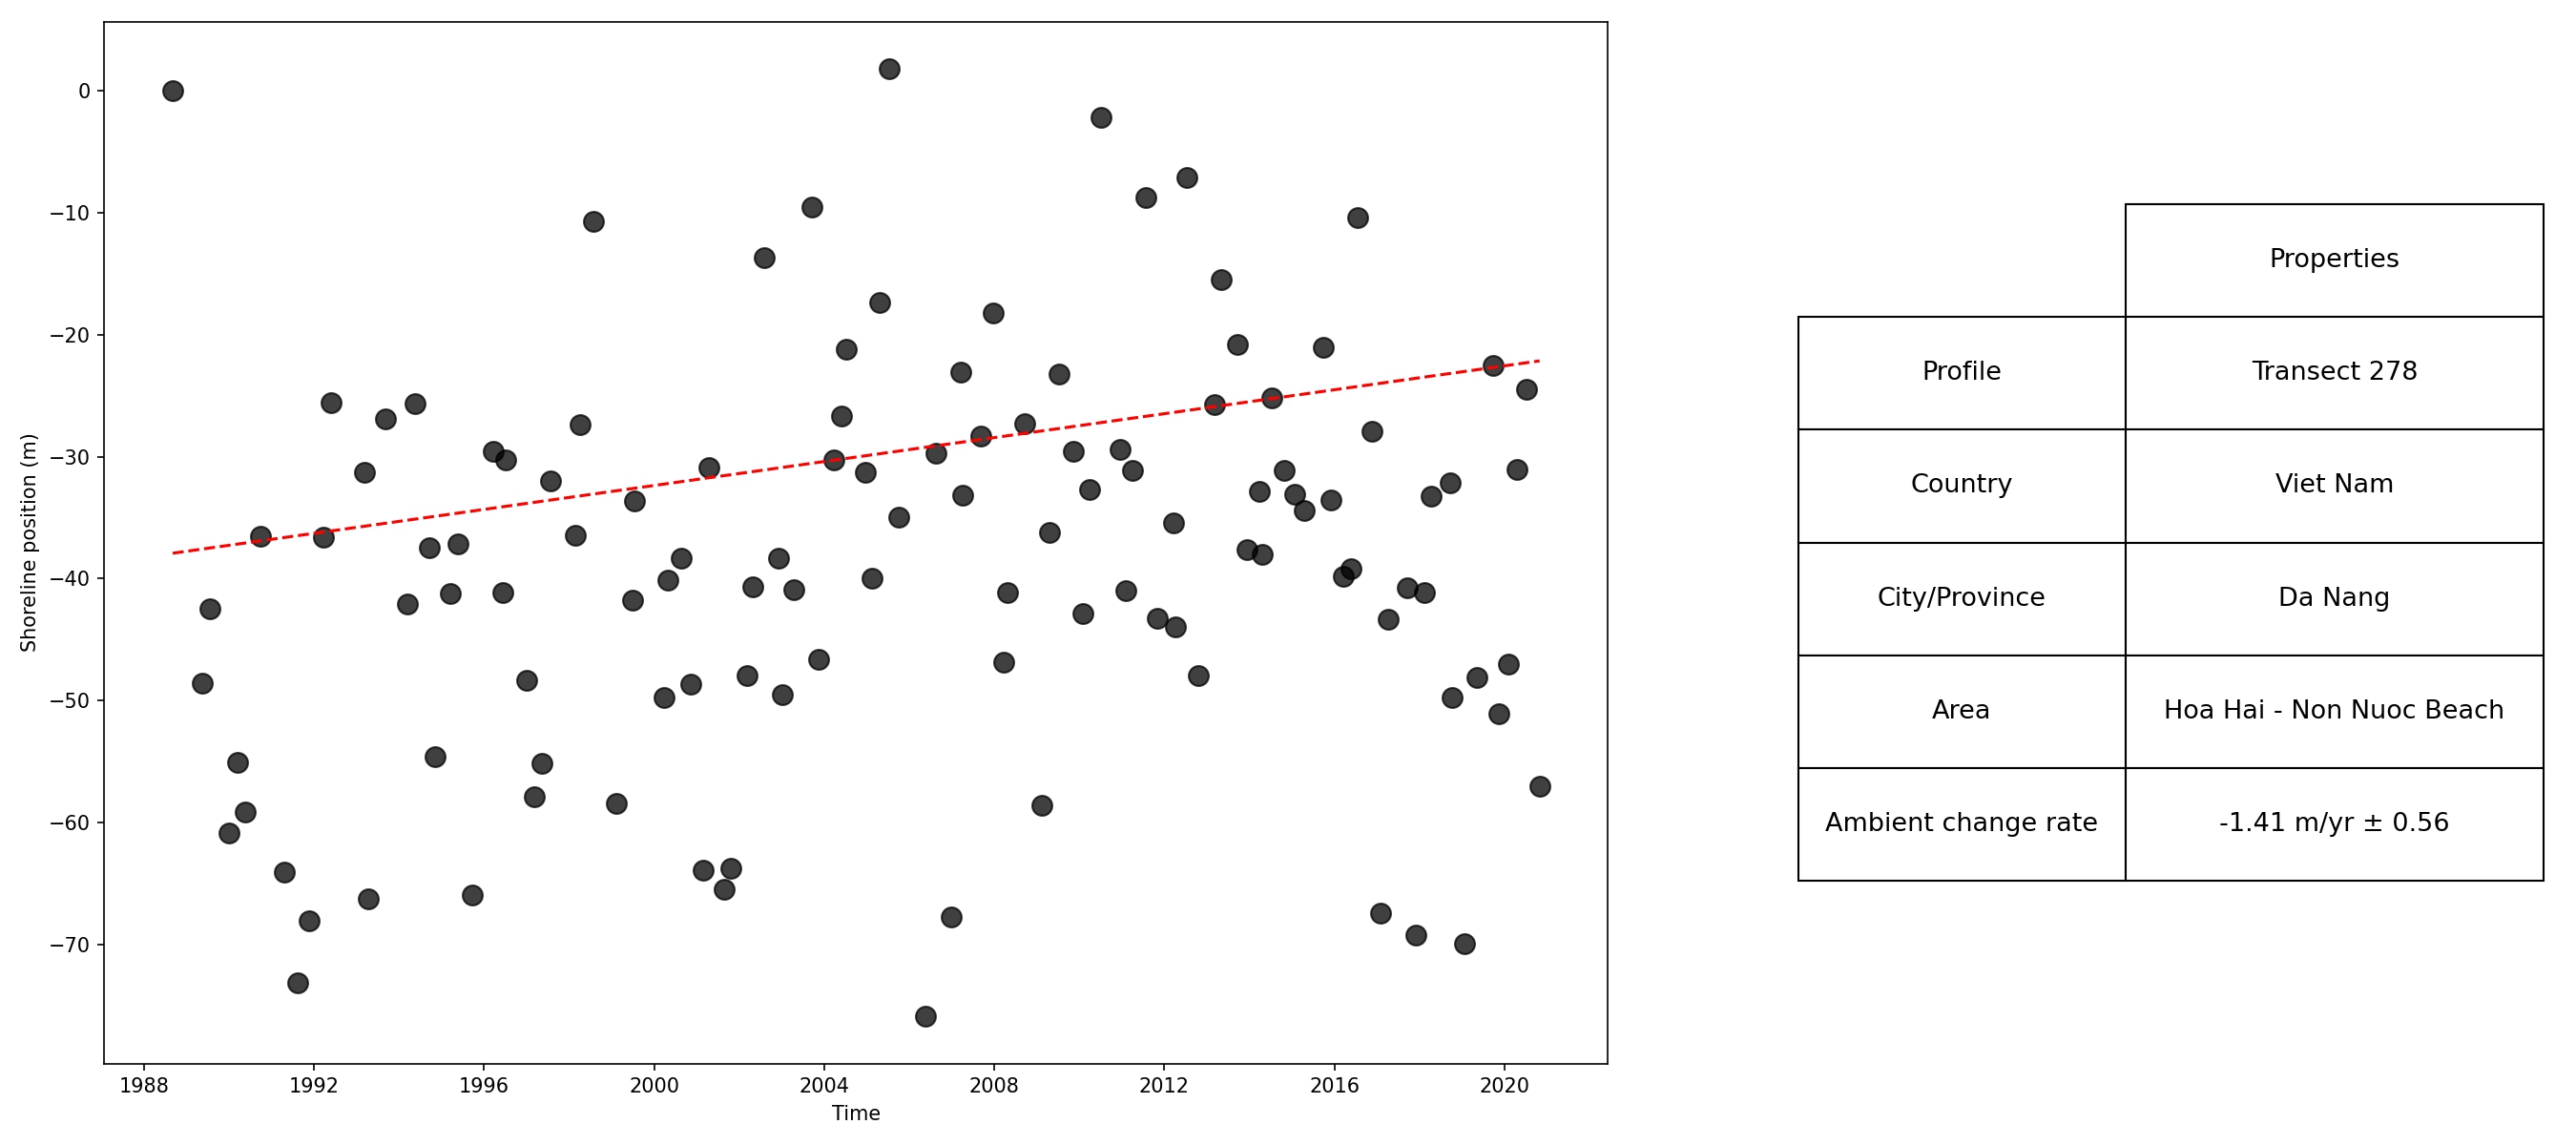 0
−10
−20
−30
−40
−50
−60
−70
Shoreline position (m)
1988 1992 1996 2000 2004 2008 2012 2016 2020
Time
Properties
Profile Transect 278
Country Viet Nam
City/Province Da Nang
Area Hoa Hai - Non Nuoc Beach
Ambient change rate -1.41 m/yr ± 0.56